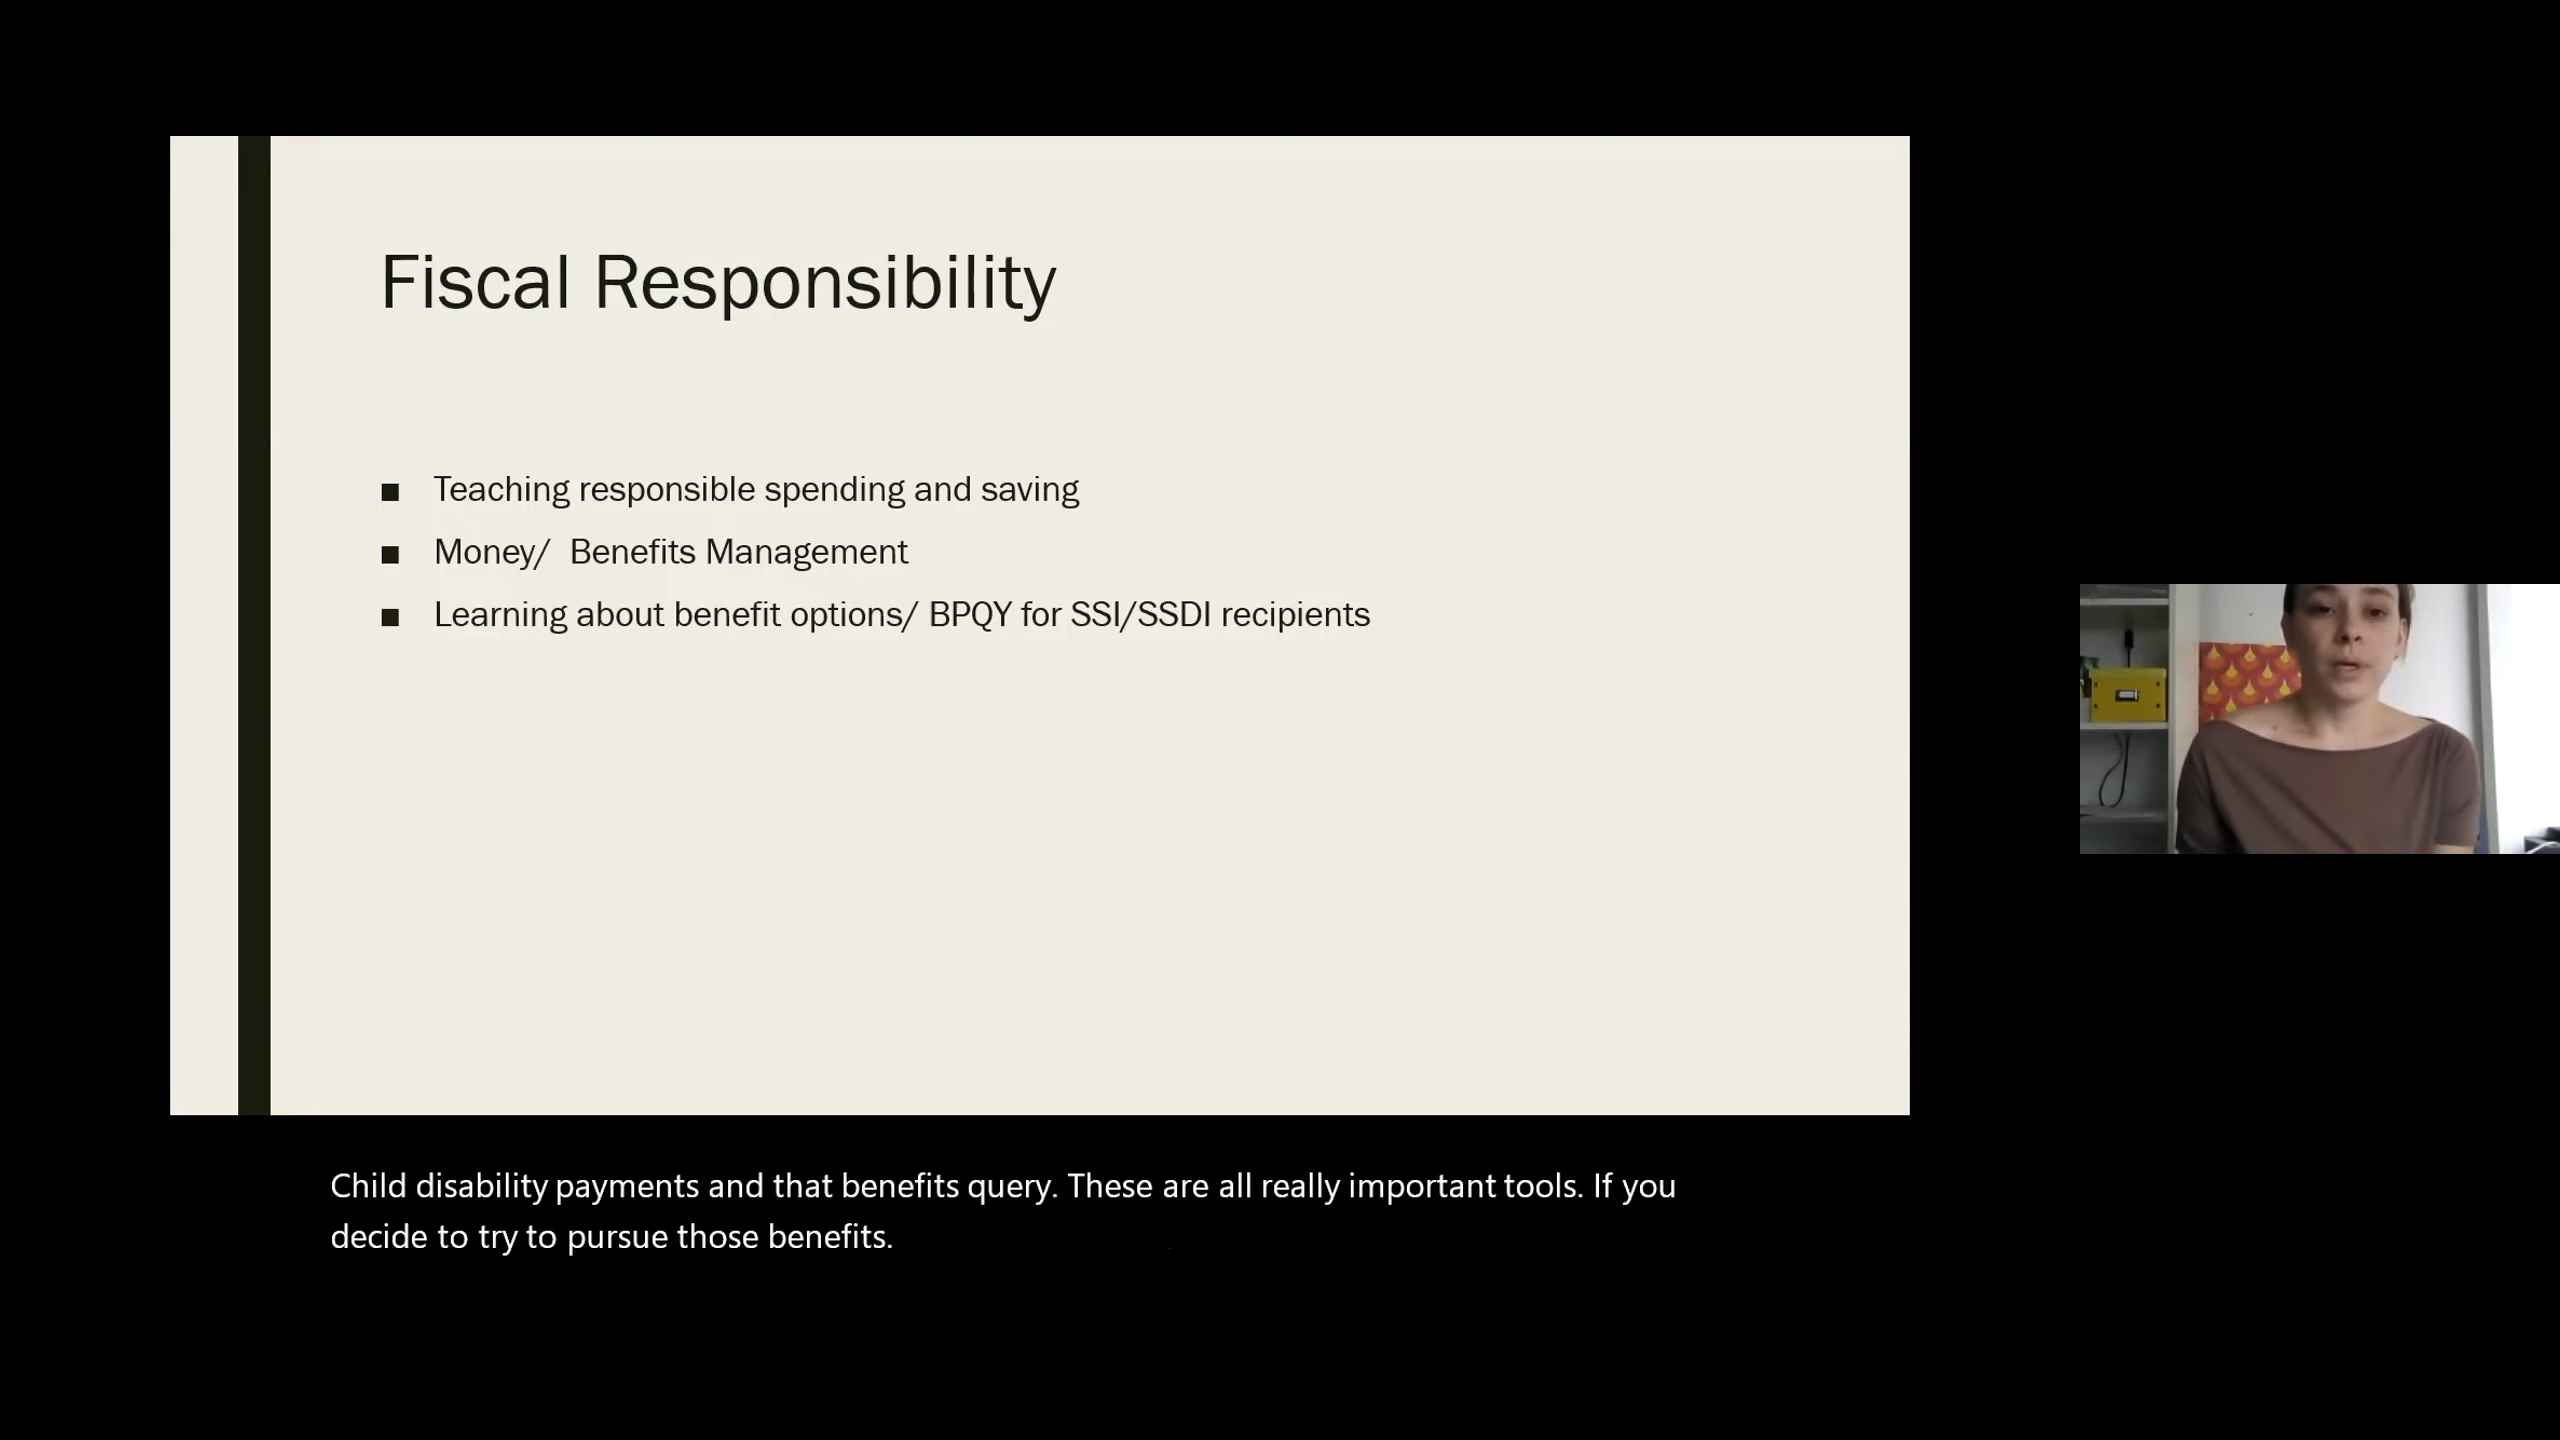 Fiscal Responsibility
■ Teaching responsible spending and saving
■ Money/  Benefits Management
■ Learning about benefit options/ BPQY for SSI/SSDI recipients
Child disability payments and that benefits query. These are all really important tools. If you
decide to try to pursue those benefits.